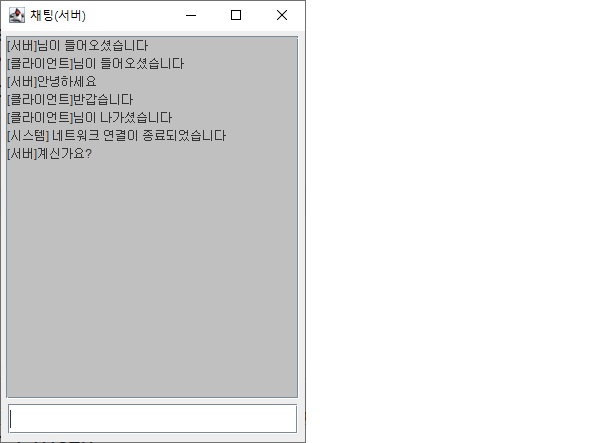 채팅(서버)
[서버]님이 들어오셨습니다
[클라이언트]님이 들어오셨습니다
[서버]안녕하세요
[클라이언트]반갑습니다
[클라이언트]님이 나가셨습니다
[시스템] 네트워크 연결이 종료되었습니다
[서버]계신가요?